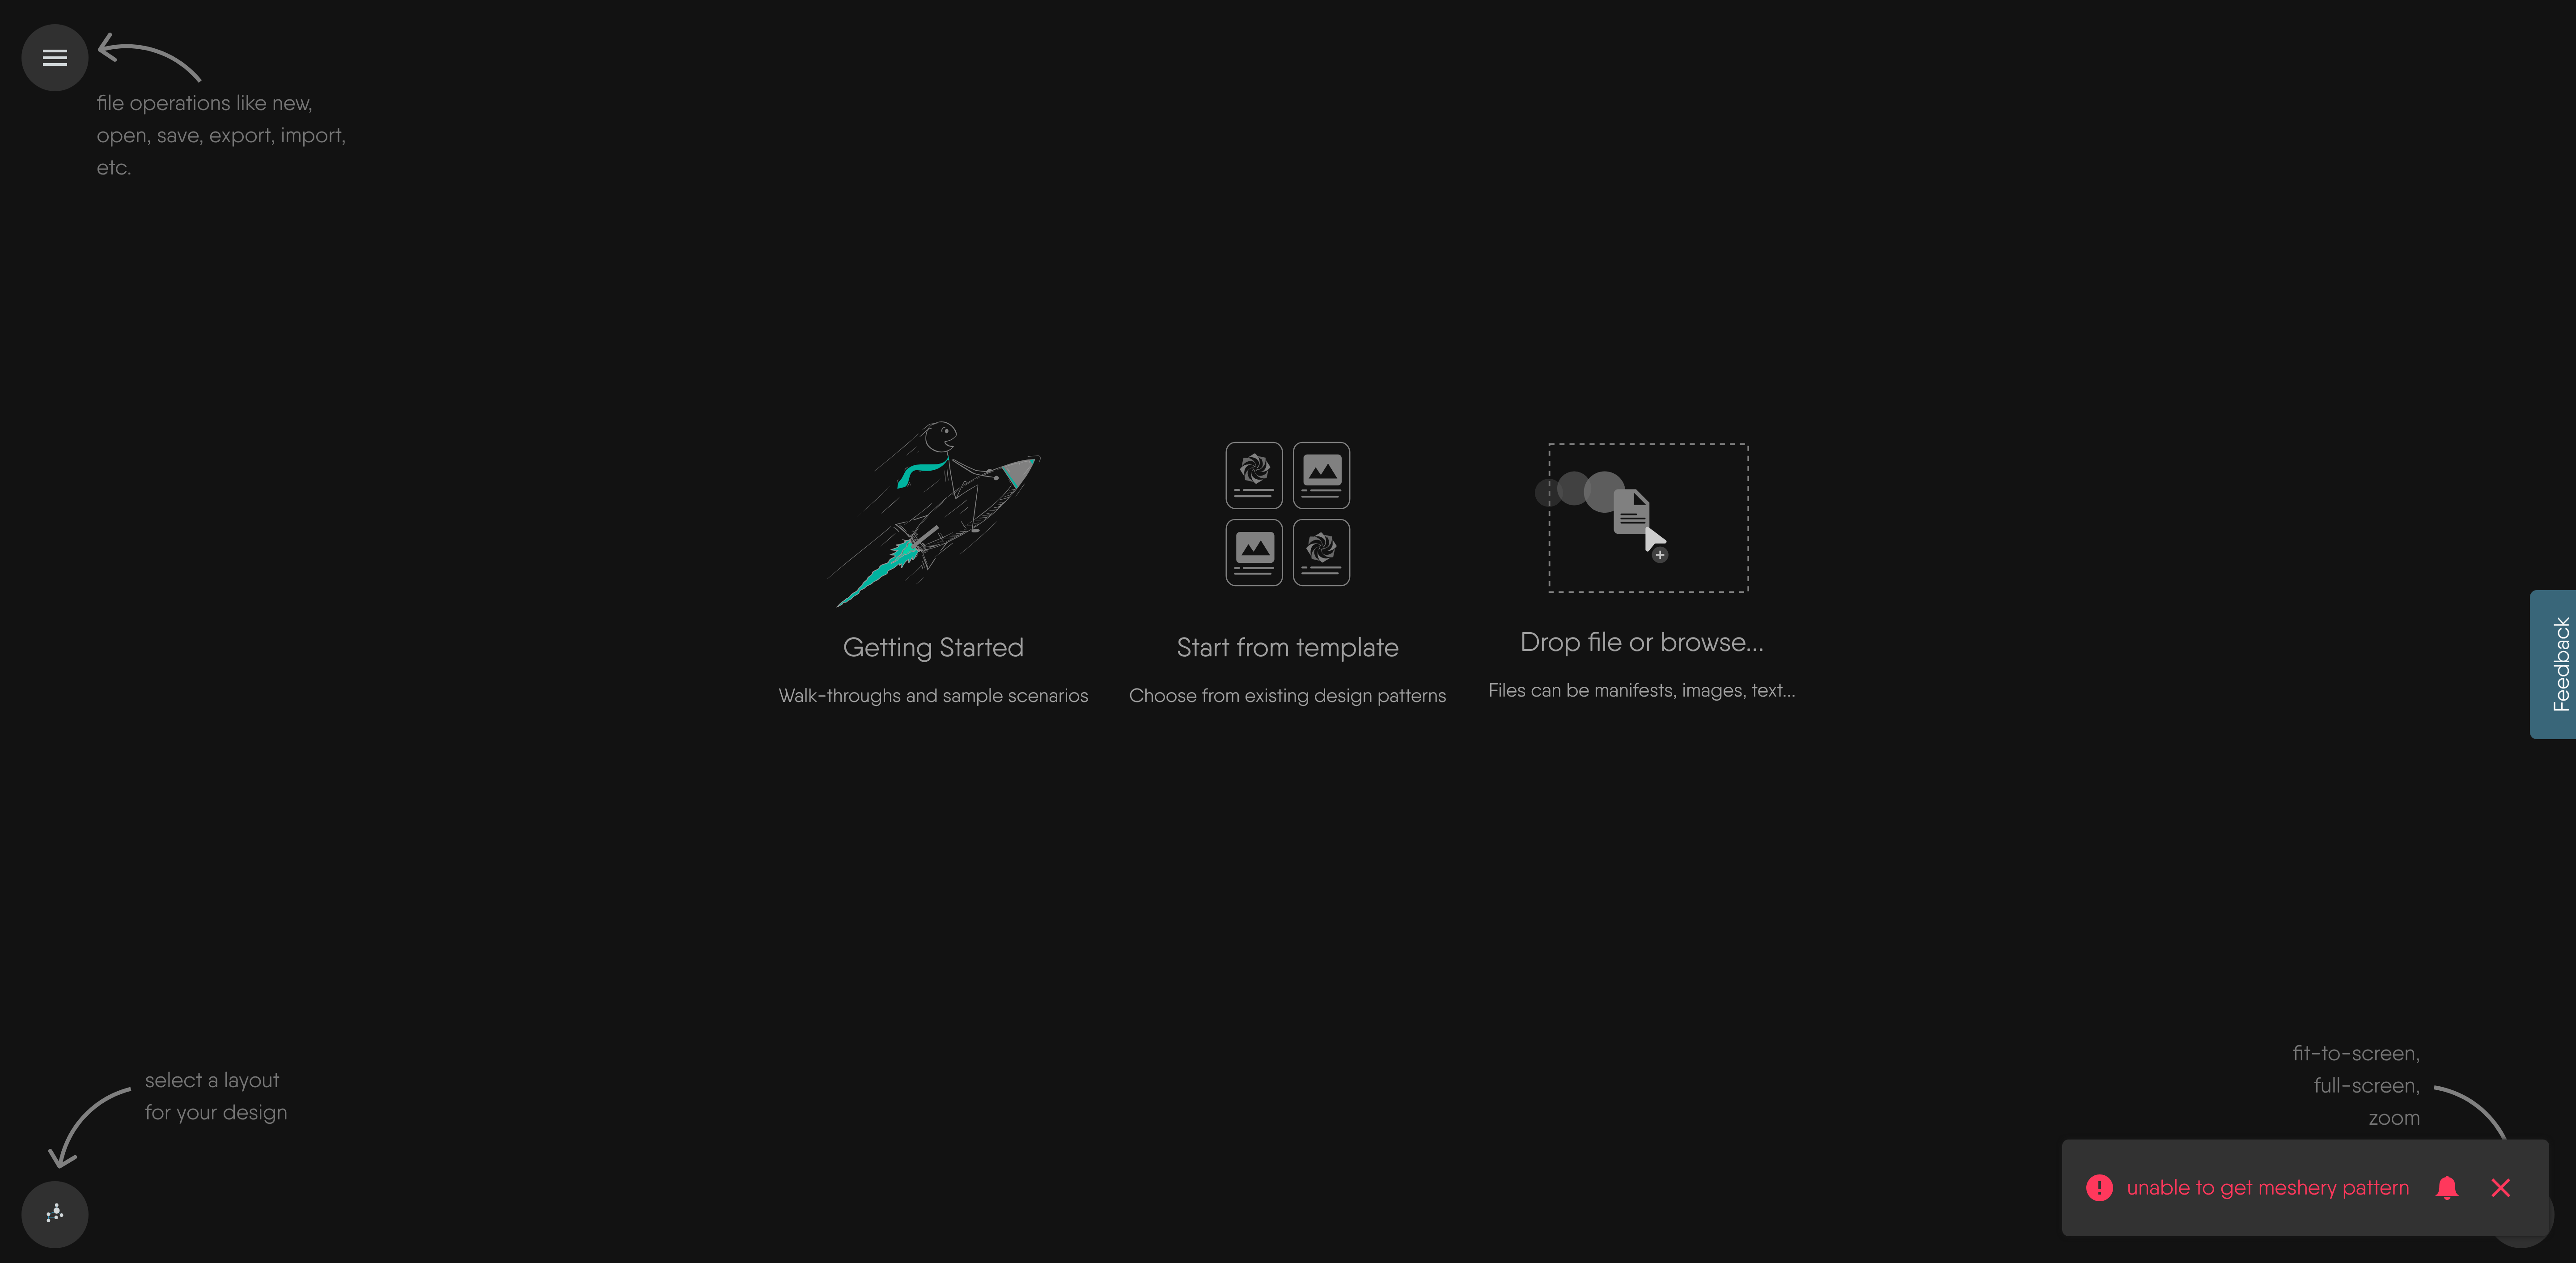 file operations like new,
open, save, export, import,
etc.
Getting Started
Walk-throughs and sample scenarios
Start from template
Choose from existing design patterns
Drop file or browse...
Files can be manifests, images, text...
Feedback
select a layout
for your design
fit-to-screen,
full-screen,
zoom
unable to get meshery pattern